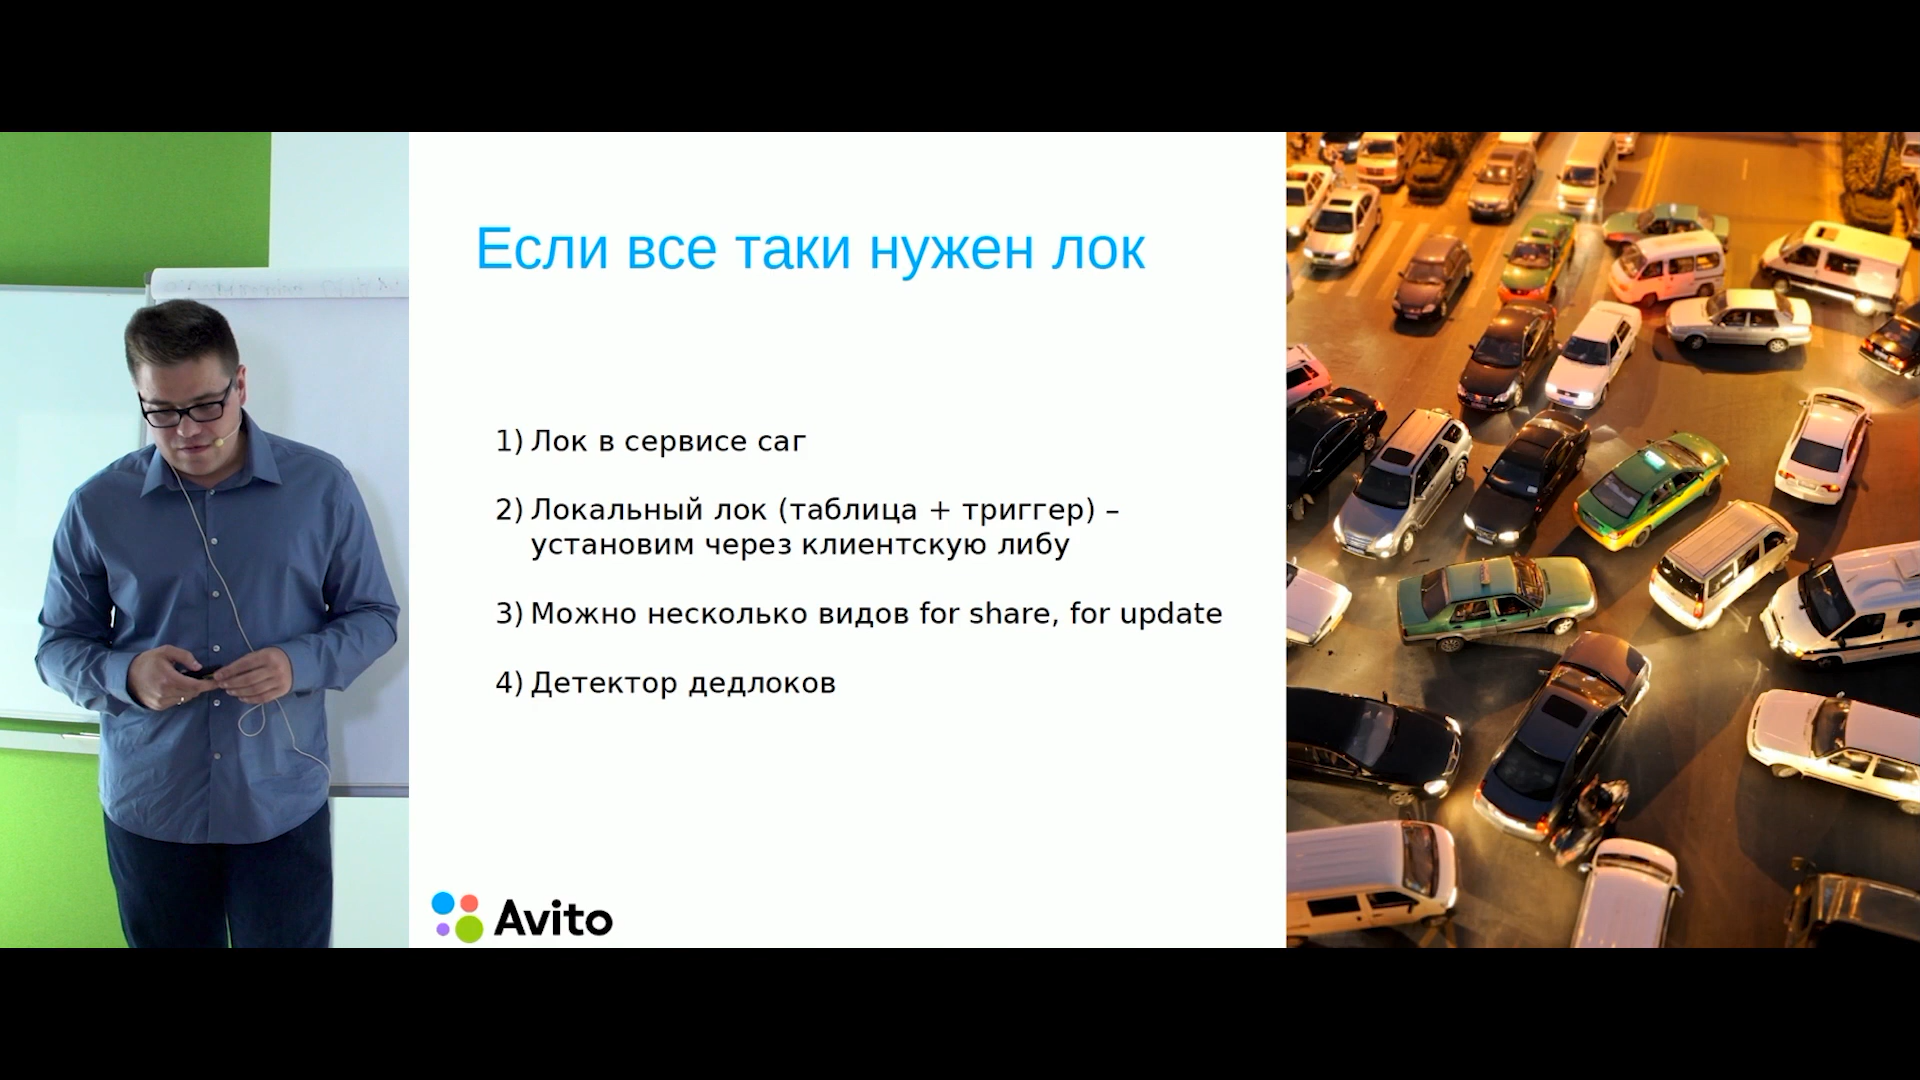 Если все таки нужен лок
1) Лок в сервисе саг
2) Локальный лок (таблица + триггер) –
установим через клиентскую либу
3) Можно несколько видов for share, for update
4) Детектор дедлоков
Avito